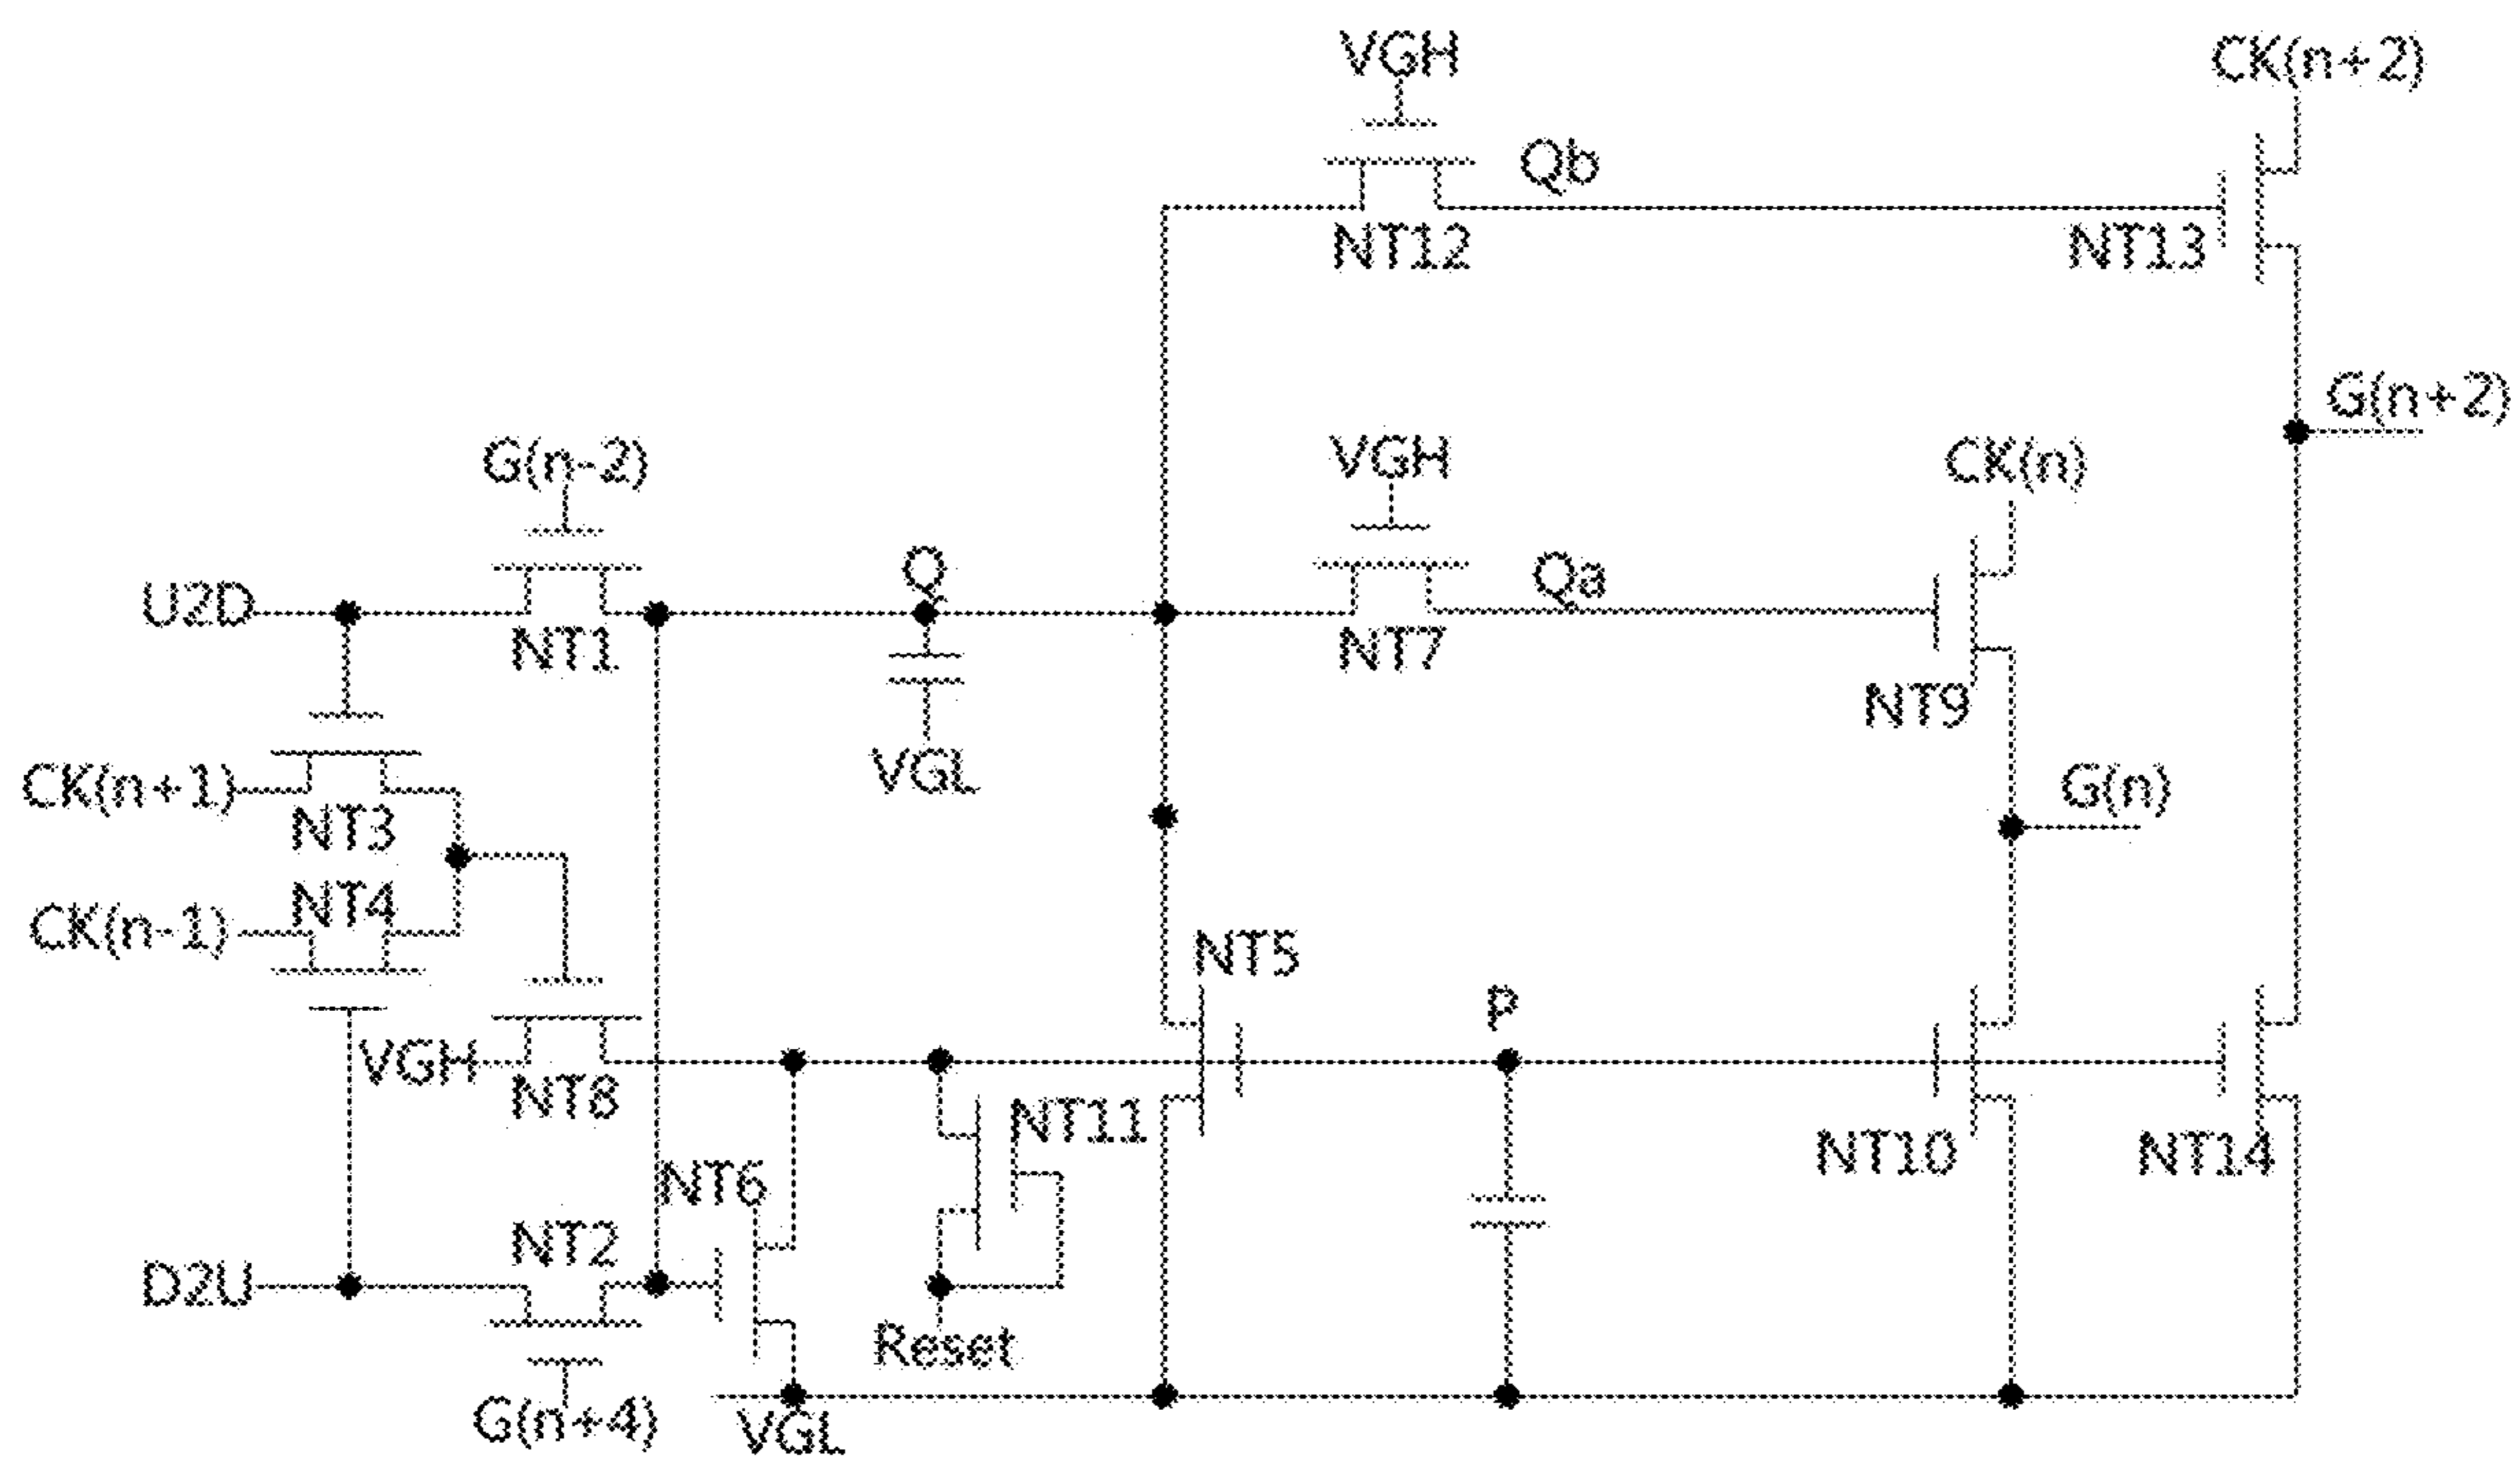 VGH
CK(n+2)
Qb
NT12
NT13
G(n+2)
G(n-2)
VGH
CK(n)
Q
Qa
U2D
NT1
NT7
NT9
VGL
CK(n+1)
G(n)
NT3
NT4
CK(n-1)
NT5
P
VGH
NT8
NT11
NT10
NT14
NT6
NT2
D2U
Reset
G(n+4)
VGL